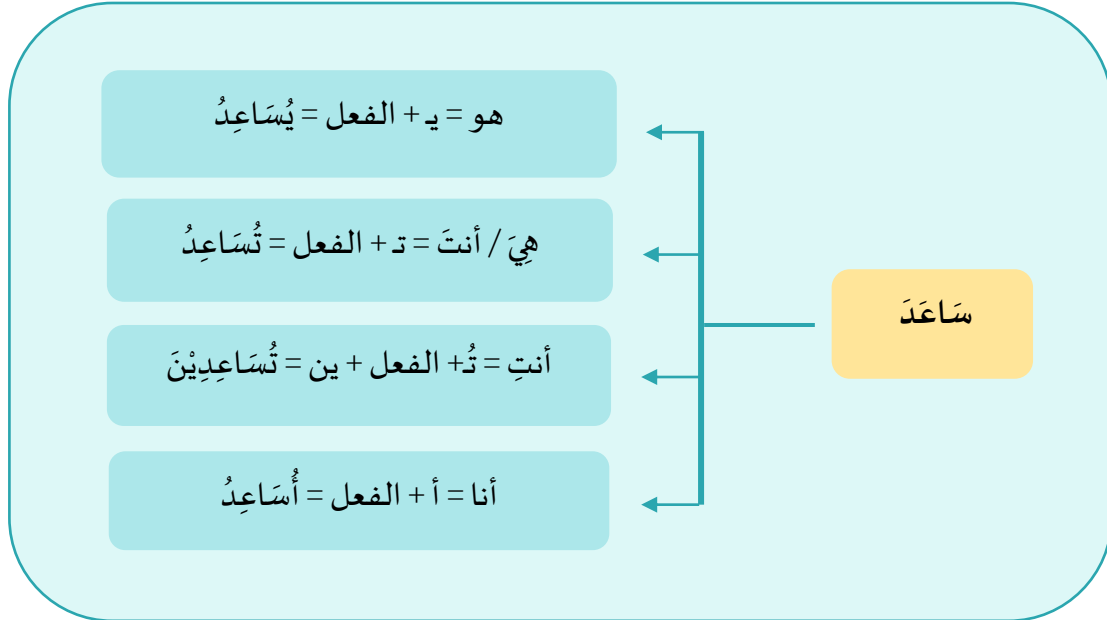 سَاعَدَ
هو = يـ + الفعل = يُسَاعِدُ
هِيَ / أنتَ = تـ + الفعل = تُسَاعِدُ
أنتِ = تُـ+ الفعل + ين = تُسَاعِدِيْنَ
أنا = أ + الفعل = أُسَاعِدُ